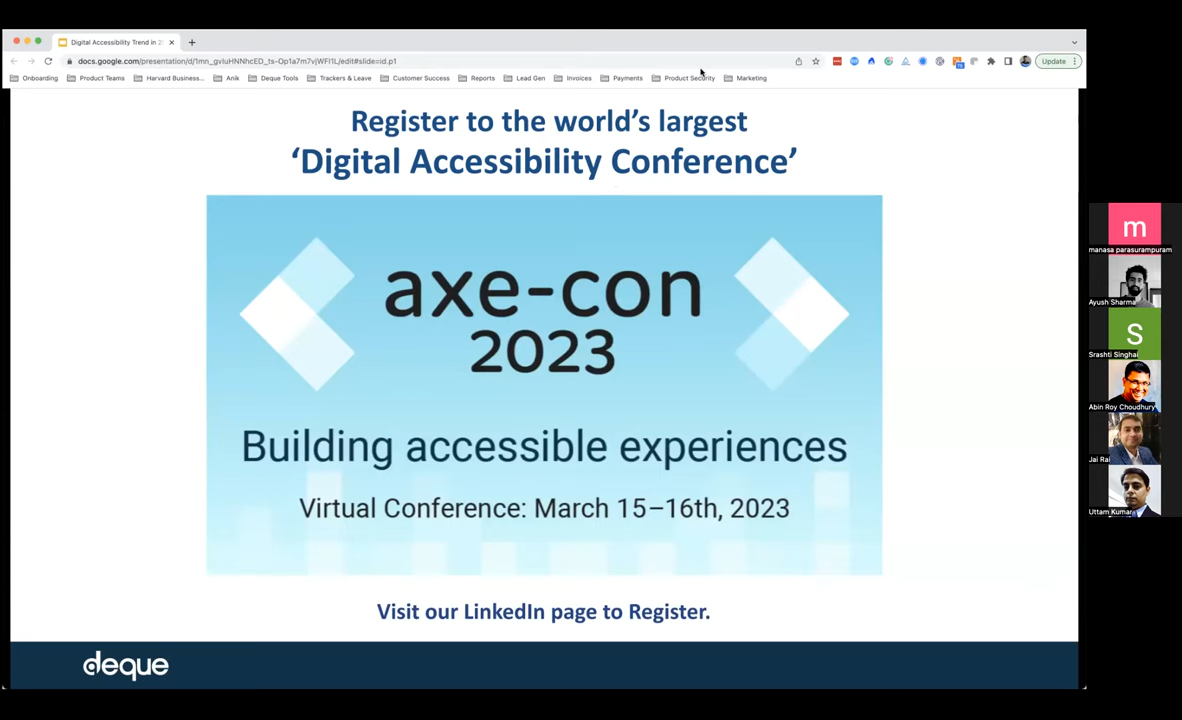 Digital Accessibility Trend in 2
docs.google.com/presentation/d/1mn_gvIuHNNhcED_ts-Op1a7m7vjWFl1L/edit#slide=id.p1
Update
Onboarding
Product Teams
Harvard Business...
Anik
Deque Tools
Trackers & Leave
Customer Success
Reports
Lead Gen
Invoices
Payments
Product Security
Marketing
Register to the world’s largest
‘Digital Accessibility Conference’
axe-con
2023
Building accessible experiences
Virtual Conference: March 15–16th, 2023
Visit our LinkedIn page to Register.
deque
m
manasa parasurampuram
Ayush Sharma
S
Srashti Singhai
Abin Roy Choudhury
Jai Rai
Uttam Kumar